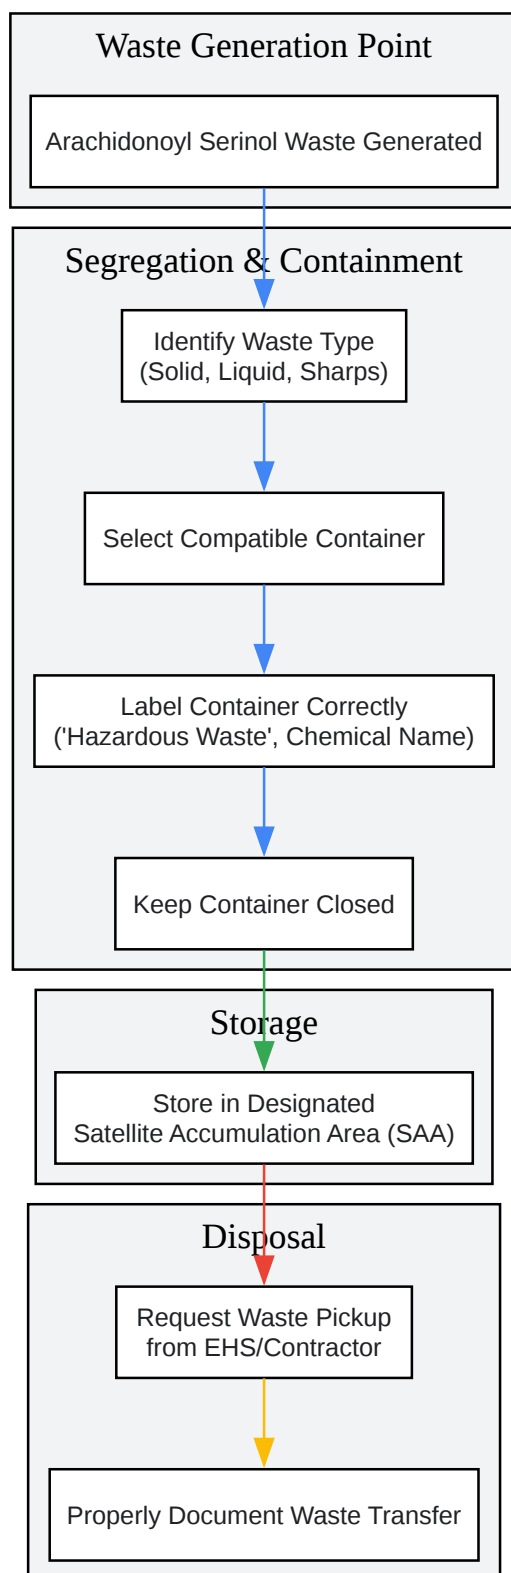 Waste Generation Point
Arachidonoyl Serinol Waste Generated
Segregation & Containment
Identify Waste Type
(Solid, Liquid, Sharps)
Select Compatible Container
Label Container Correctly
('Hazardous Waste', Chemical Name)
Keep Container Closed
Storage
Store in Designated
Satellite Accumulation Area (SAA)
Disposal
Request Waste Pickup
from EHS/Contractor
Properly Document Waste Transfer